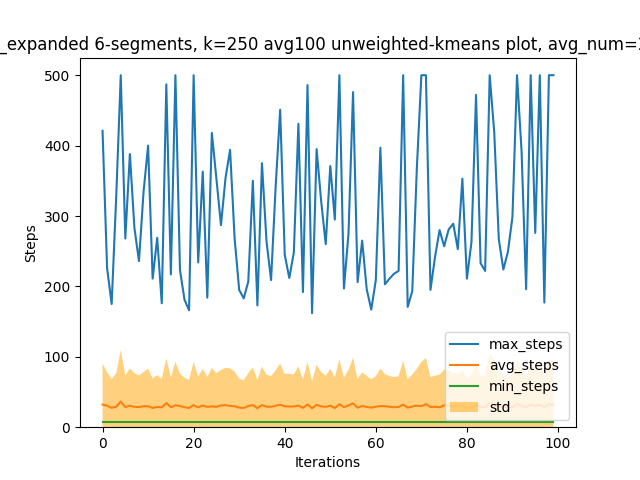 _expanded 6-segments, k=250 avg100 unweighted-kmeans plot, avg_num=
500
400
300
200
100
0
Steps
0 20 40 60 80 100
Iterations
max_steps
avg_steps
min_steps
std